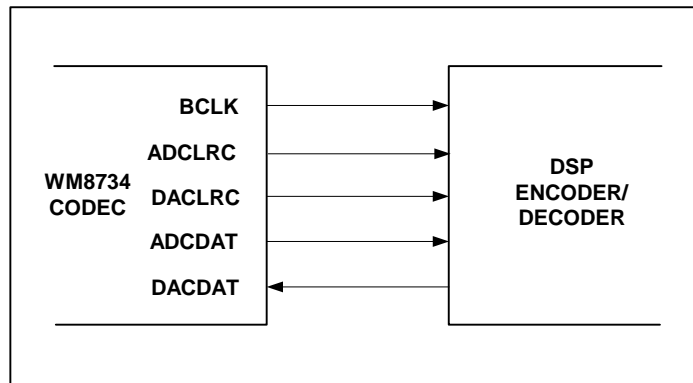 BCLK
ADCLRC
DACLRC
ADCDAT
DACDAT
WM8734
CODEC
DSP
ENCODER/
DECODER